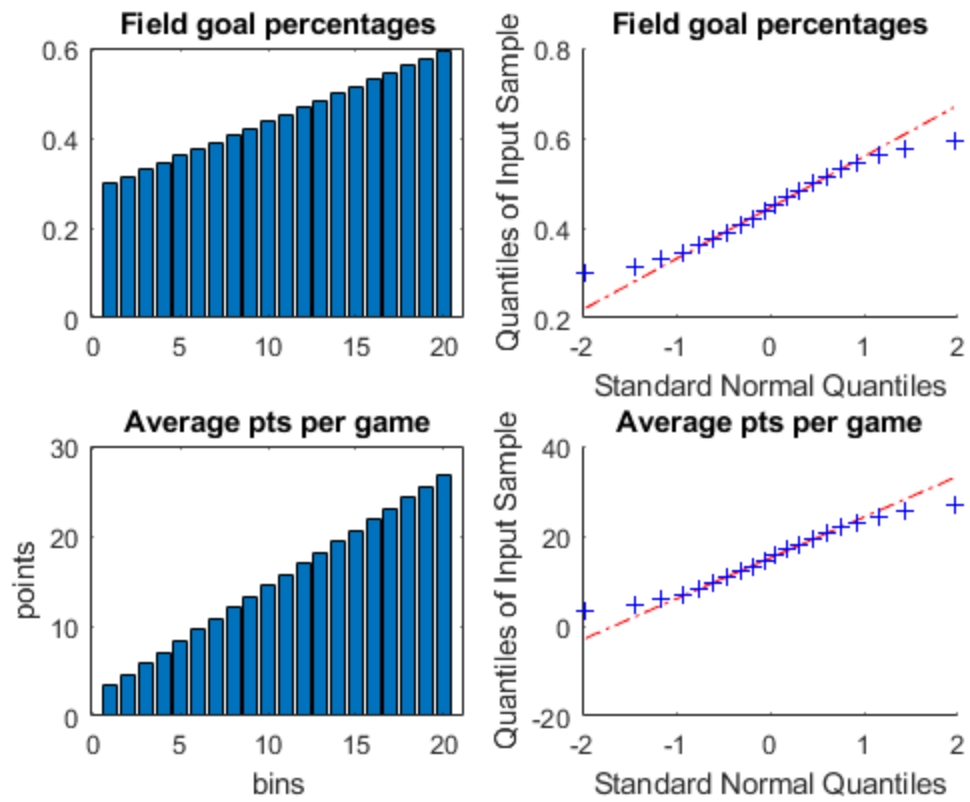 Field goal percentages
0.6
0.4
0.2
0
0 5 10 15 20
Field goal percentages
Quantiles of Input Sample
0.8
0.6
0.4
0.2
-2 -1 0 1 2
Standard Normal Quantiles
Average pts per game
points
30
20
10
0
0 5 10 15 20
bins
Average pts per game
Quantiles of Input Sample
40
20
0
-20
-2 -1 0 1 2
Standard Normal Quantiles